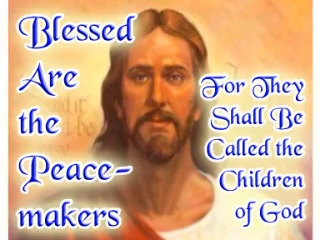 Blessed
Are
the
Peace-
makers
For They
Shall Be
Called the
Children
of God